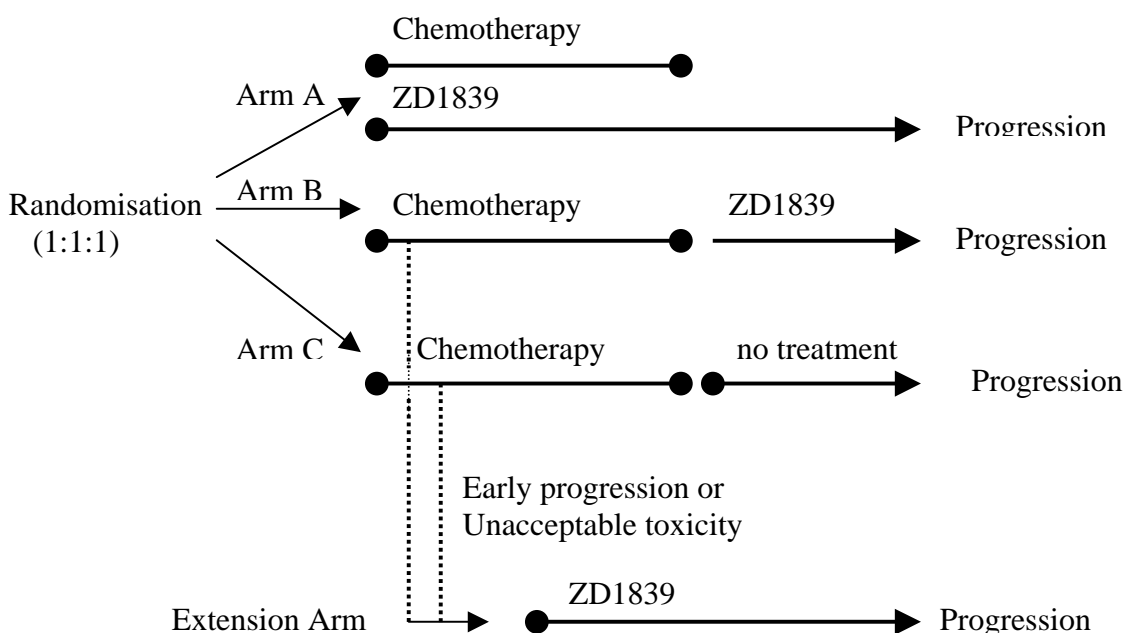 Chemotherapy
Arm A
ZD1839
Progression
Arm B
Chemotherapy
ZD1839
Randomisation
(1:1:1)
Progression
Arm C
Chemotherapy
no treatment
Progression
Early progression or
Unacceptable toxicity
ZD1839
Extension Arm
Progression